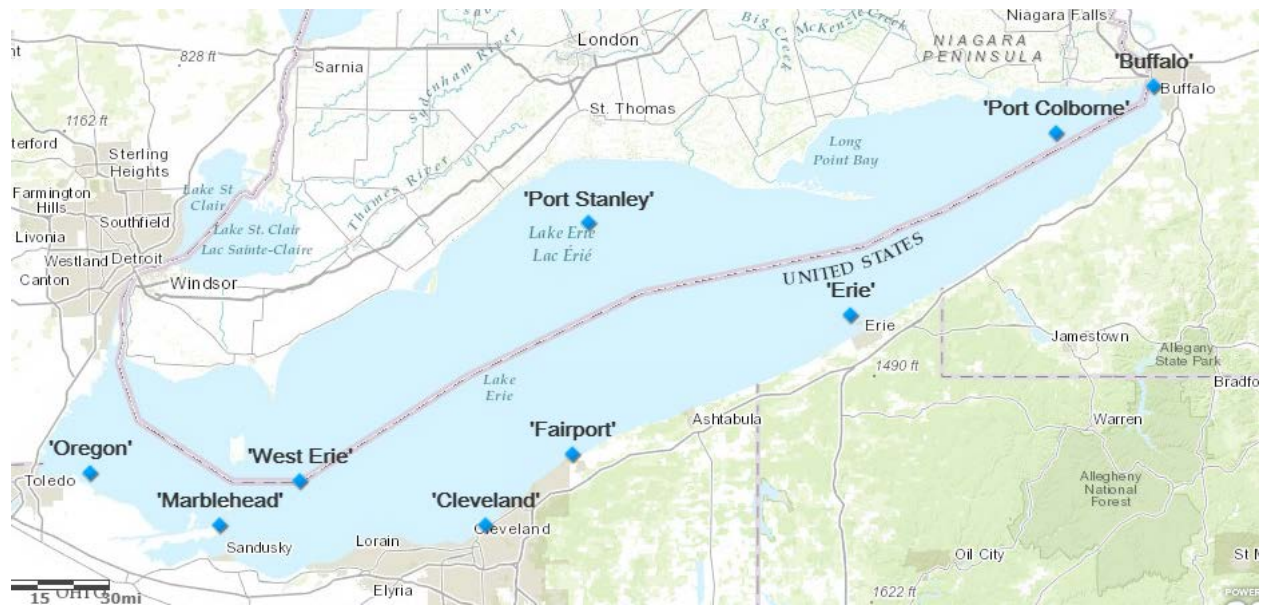 Niagara Falls
London
828 ft
Sarnia
Sydenham River
Big Creek
McKenzie Creek
NIAGARA
PENINSULA
'Buffalo'
Buffalo
St. Thomas
'Port Colborne'
1162 ft
Sterling
Heights
Long
Point Bay
Thames River
Farmington
Hills
Lake St
Clair
'Port Stanley'
Southfield
Lake St. Clair
Lac Sainte-Claire
Livonia
Lake Erie
Lac Érié
Westland
Detroit
Canton
Windsor
UNITED STATES
'Erie'
Erie
Jamestown
Allegany
State Park
1490 ft
Lake
Erie
Ashtabula
Warren
'Fairport'
'Oregon'
'West Erie'
Toledo
'Marblehead'
'Cleveland'
Cleveland
Allegheny
National
Forest
Sandusky
Lorain
Oil City
Elyria
15
30mi
1622 ft